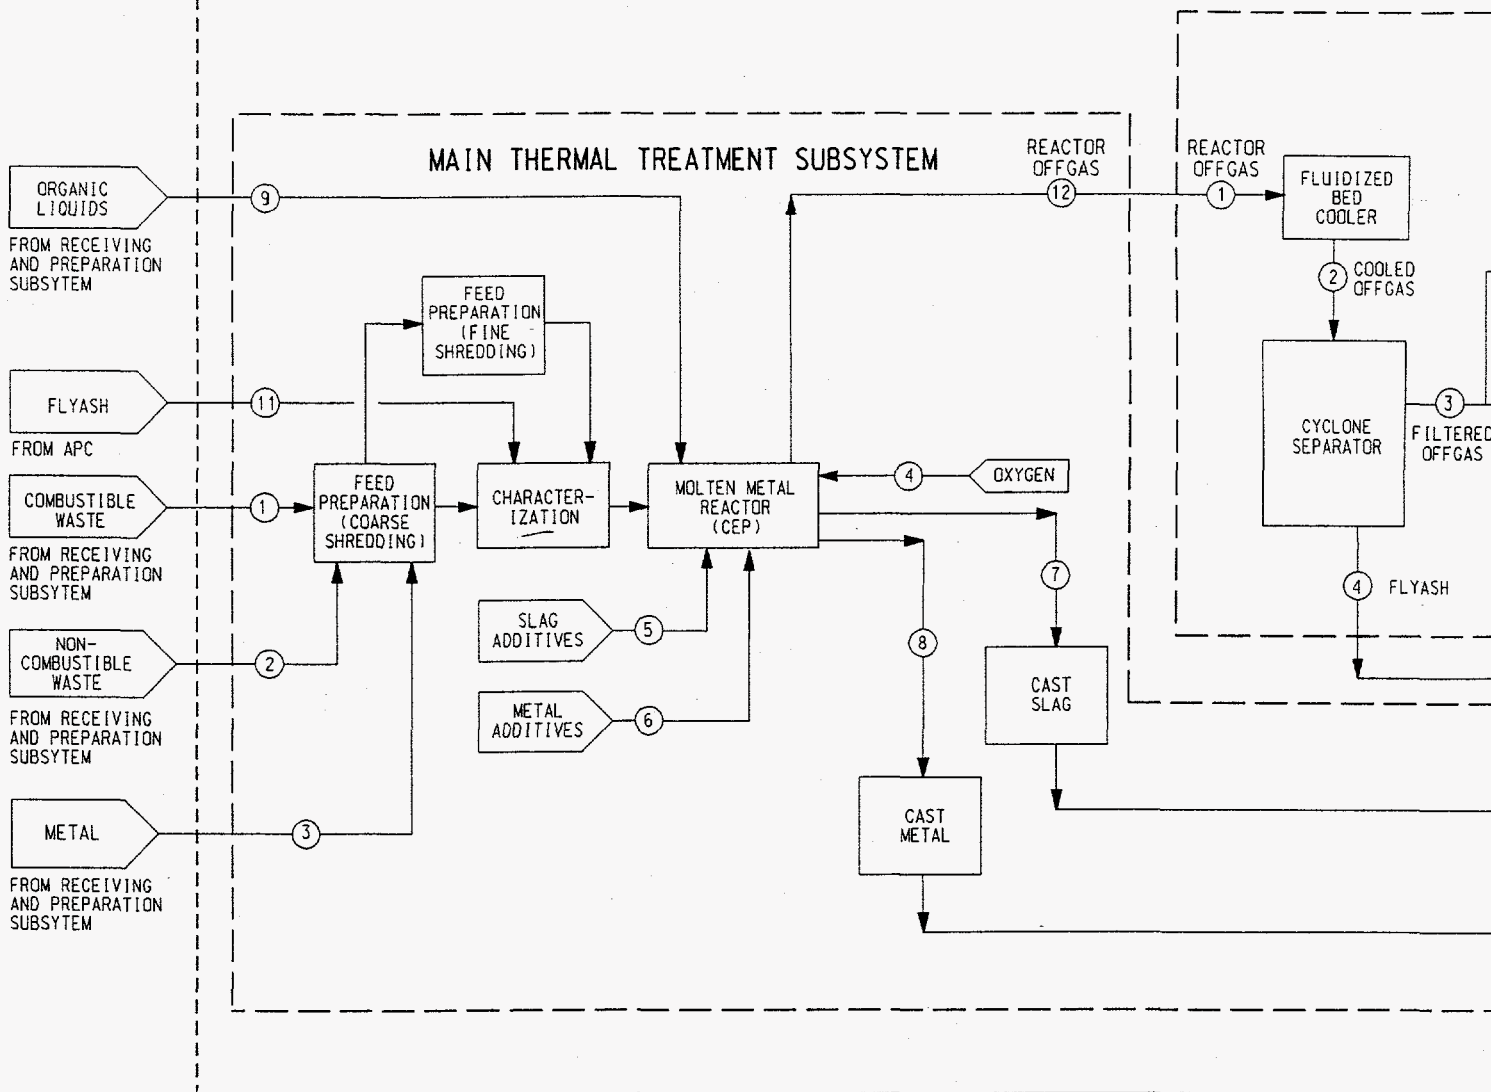 MAIN THERMAL TREATMENT SUBSYSTEM
ORGANIC
LIQUIDS
FROM RECEIVING
AND PREPARATION
SUBSYTEM
9
FLYASH
FROM APC
11
COMBUSTIBLE
WASTE
FROM RECEIVING
AND PREPARATION
SUBSYTEM
1
NON-
COMBUSTIBLE
WASTE
FROM RECEIVING
AND PREPARATION
SUBSYTEM
2
METAL
FROM RECEIVING
AND PREPARATION
SUBSYTEM
3
FEED
PREPARATION
(FINE
SHREDDING)
FEED
PREPARATION
(COARSE
SHREDDING)
CHARACTER-
IZATION
MOLTEN METAL
REACTOR
(CEP)
4
OXYGEN
SLAG
ADDITIVES
5
METAL
ADDITIVES
6
7
8
CAST
SLAG
CAST
METAL
REACTOR
OFFGAS
12
REACTOR
OFFGAS
1
FLUIDIZED
BED
COOLER
2
COOLED
OFFGAS
CYCLONE
SEPARATOR
3
FILTERED
OFFGAS
4
FLYASH